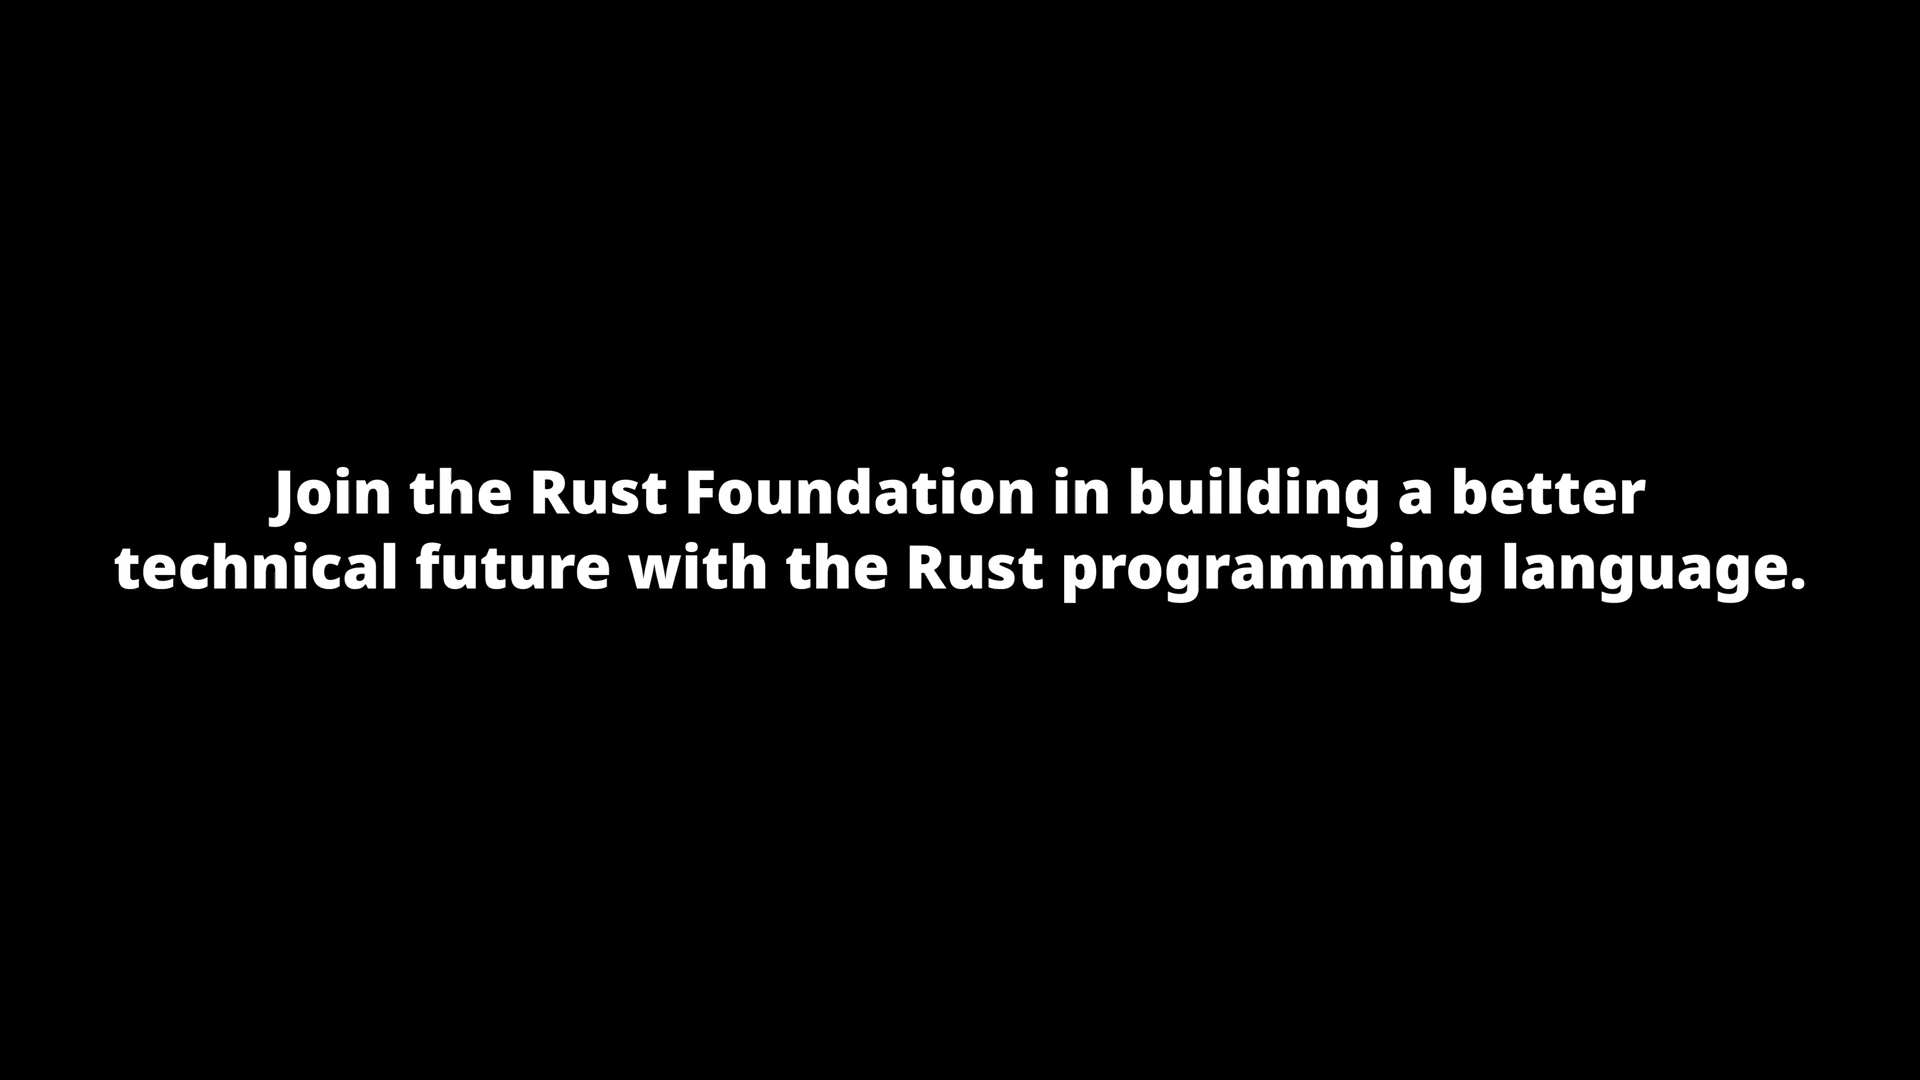 Join the Rust Foundation in building a better
technical future with the Rust programming language.